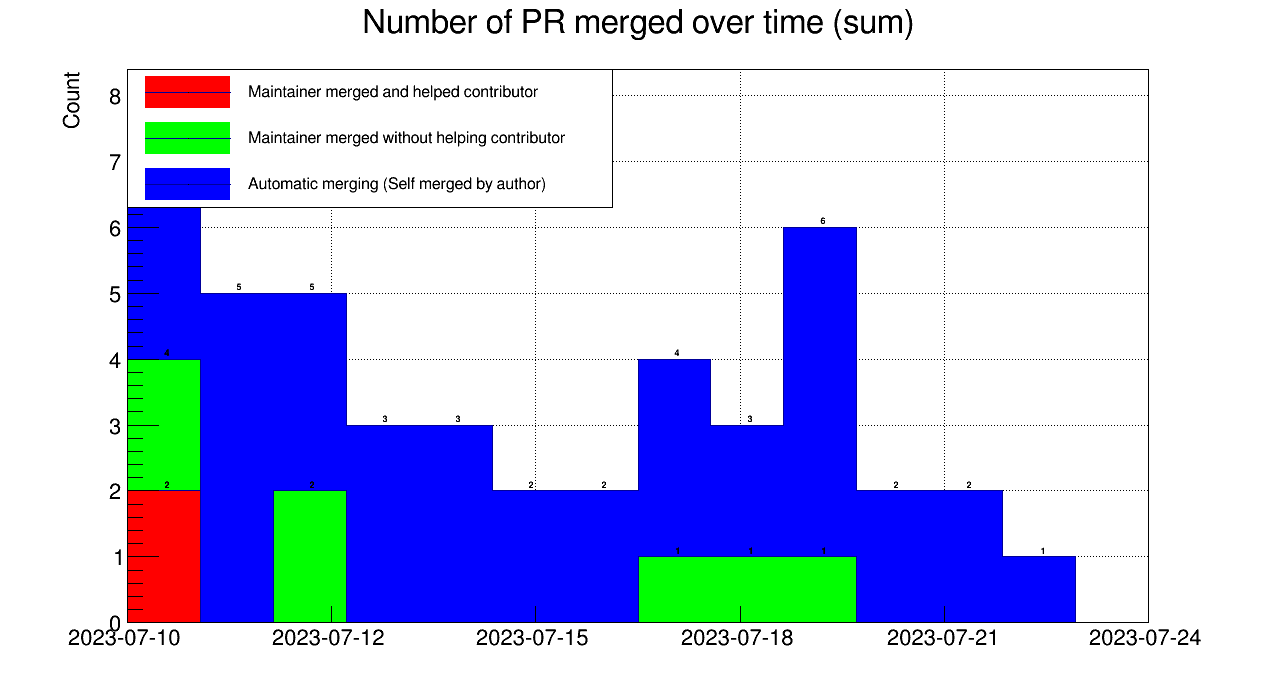 Number of PR merged over time (sum)
Count
Maintainer merged and helped contributor
Maintainer merged without helping contributor
Automatic merging (Self merged by author)
8
7
6
5
4
3
2
1
0
6
5 5
4 4
3 3 3
2 2 2 2 2 2 2
1 1 1 1
2023-07-10 2023-07-12 2023-07-15 2023-07-18 2023-07-21 2023-07-24